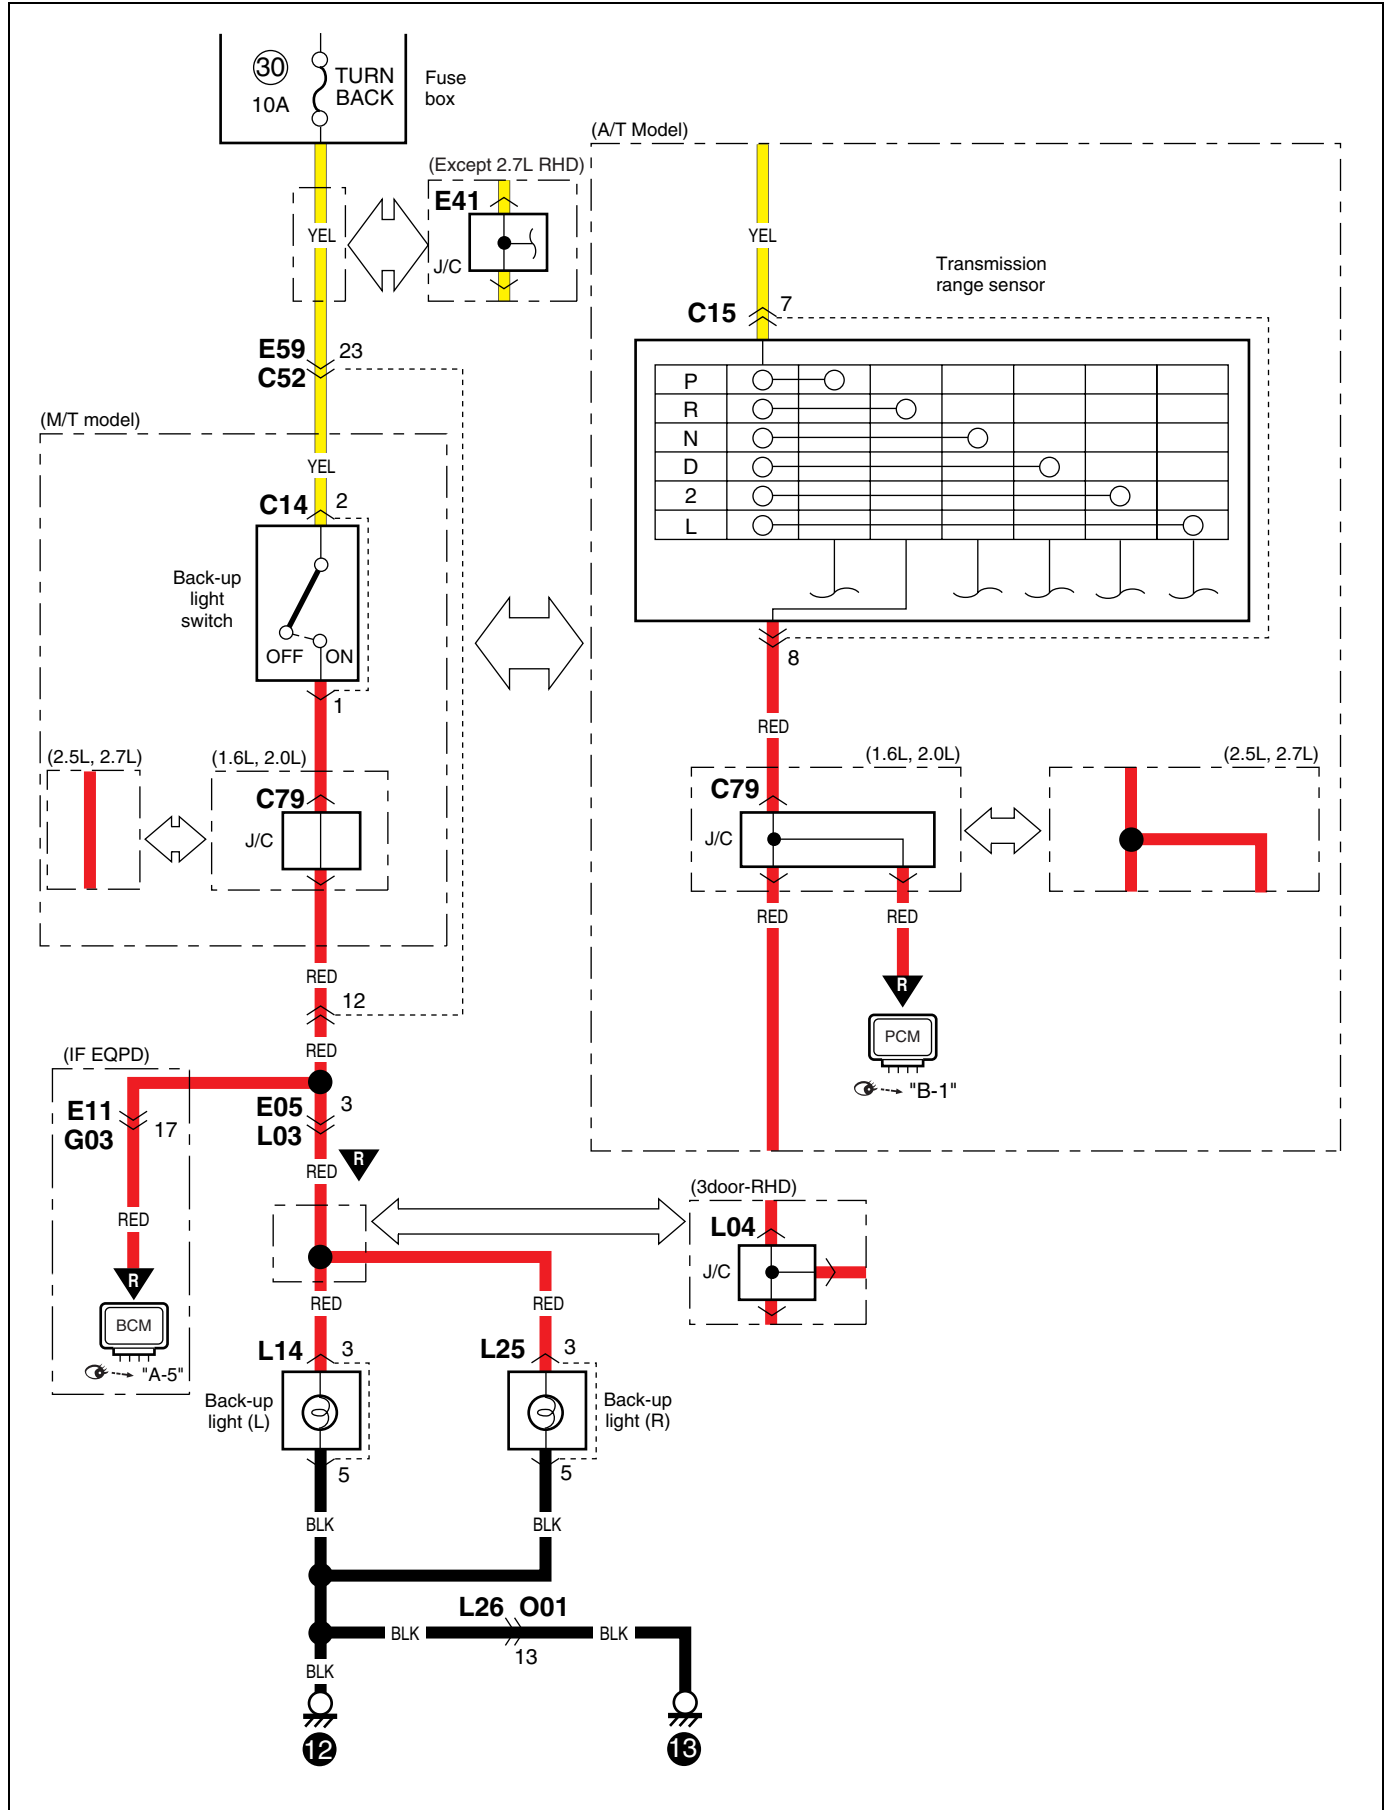 30
10A
TURN
BACK
Fuse
box
(Except 2.7L RHD)
E41
J/C
YEL
E59
C52
23
(M/T model)
YEL
C14
2
Back-up
light
switch
OFF
ON
1
(2.5L, 2.7L)
(1.6L, 2.0L)
C79
J/C
RED
12
RED
(IF EQPD)
E11
G03
17
RED
R
BCM
"A-5"
E05
L03
3
RED
R
RED
RED
L14
3
L25
3
Back-up
light (L)
Back-up
light (R)
5
5
BLK
BLK
L26
O01
BLK
13
BLK
BLK
12
13
(A/T Model)
YEL
Transmission
range sensor
C15
7
P
R
N
D
2
L
8
RED
(1.6L, 2.0L)
(2.5L, 2.7L)
C79
J/C
RED
RED
R
PCM
"B-1"
(3door-RHD)
L04
J/C